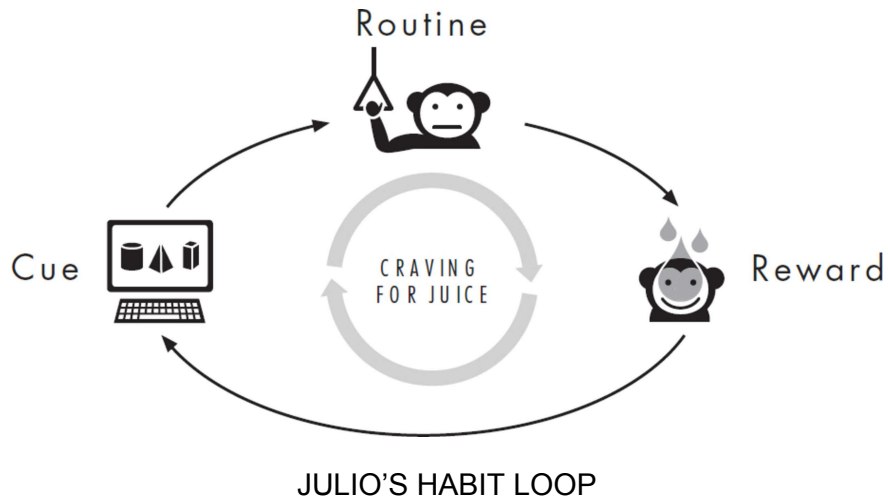 Routine
Cue
CRAVING
FOR JUICE
Reward
JULIO'S HABIT LOOP